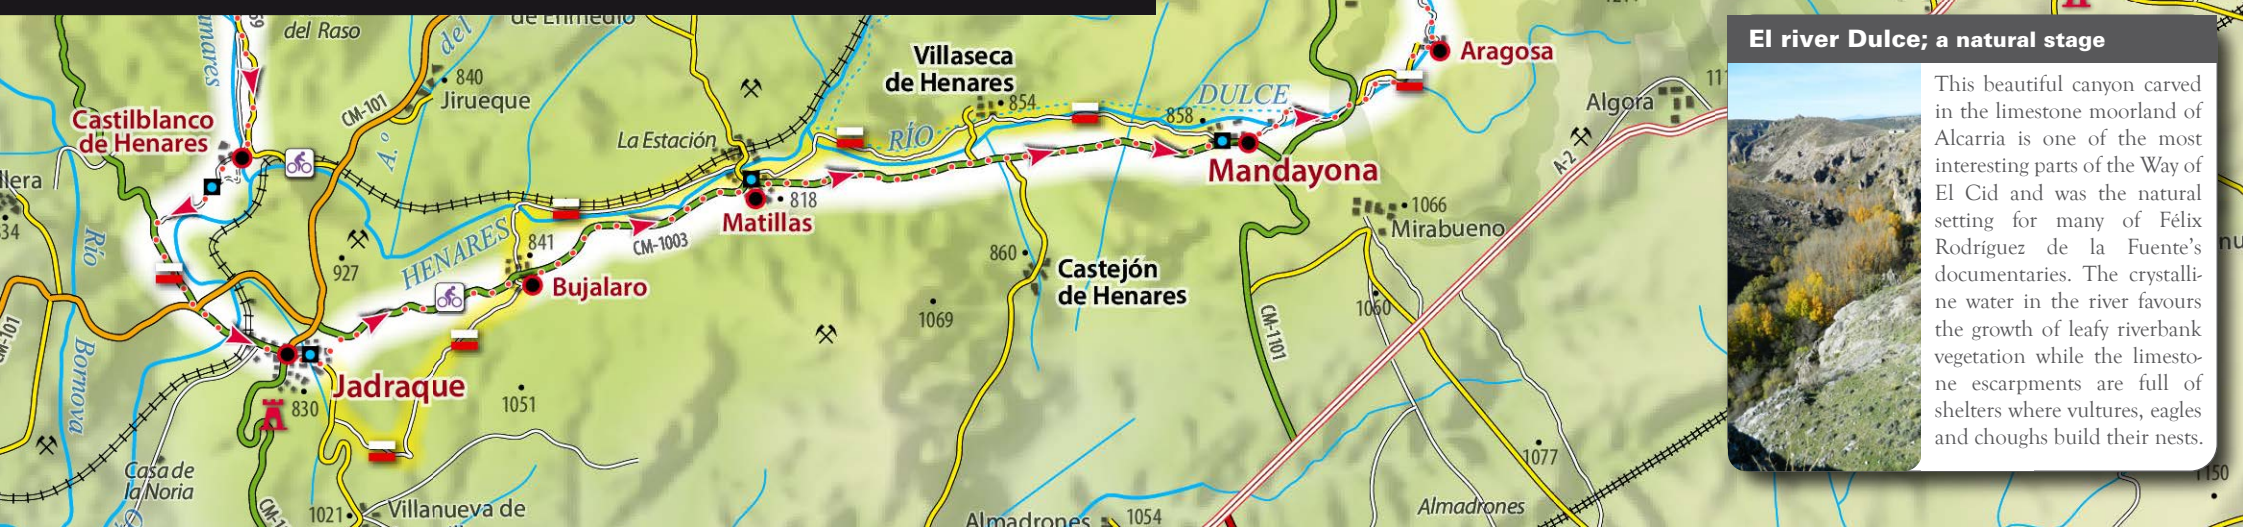 El river Dulce; a natural stage
This beautiful canyon carved
in the limestone moorland of
Alcarria is one of the most
interesting parts of the Way of
El Cid and was the natural
setting for many of Félix
Rodríguez de la Fuente's
documentaries. The crystalli-
ne water in the river favours
the growth of leafy riverbank
vegetation while the limesto-
ne escarpments are full of
shelters where vultures, eagles
and choughs build their nests.
del Raso
del
840
Jirueque
CM-101
A.º
Castilblanco
de Henares
Río
Bornova
927
HENARES
841
Bujalaro
CM-1003
La Estación
818
Matillas
Villaseca
de Henares
854
RÍO
DULCE
858
Mandayona
Aragosa
Algora
A-2
1066
Mirabueno
860
Castejón
de Henares
1069
1060
CM-1101
Jadraque
830
1051
Casa de
la Noria
1021
Villanueva de
Almadrones
1054
1077
Almadrones